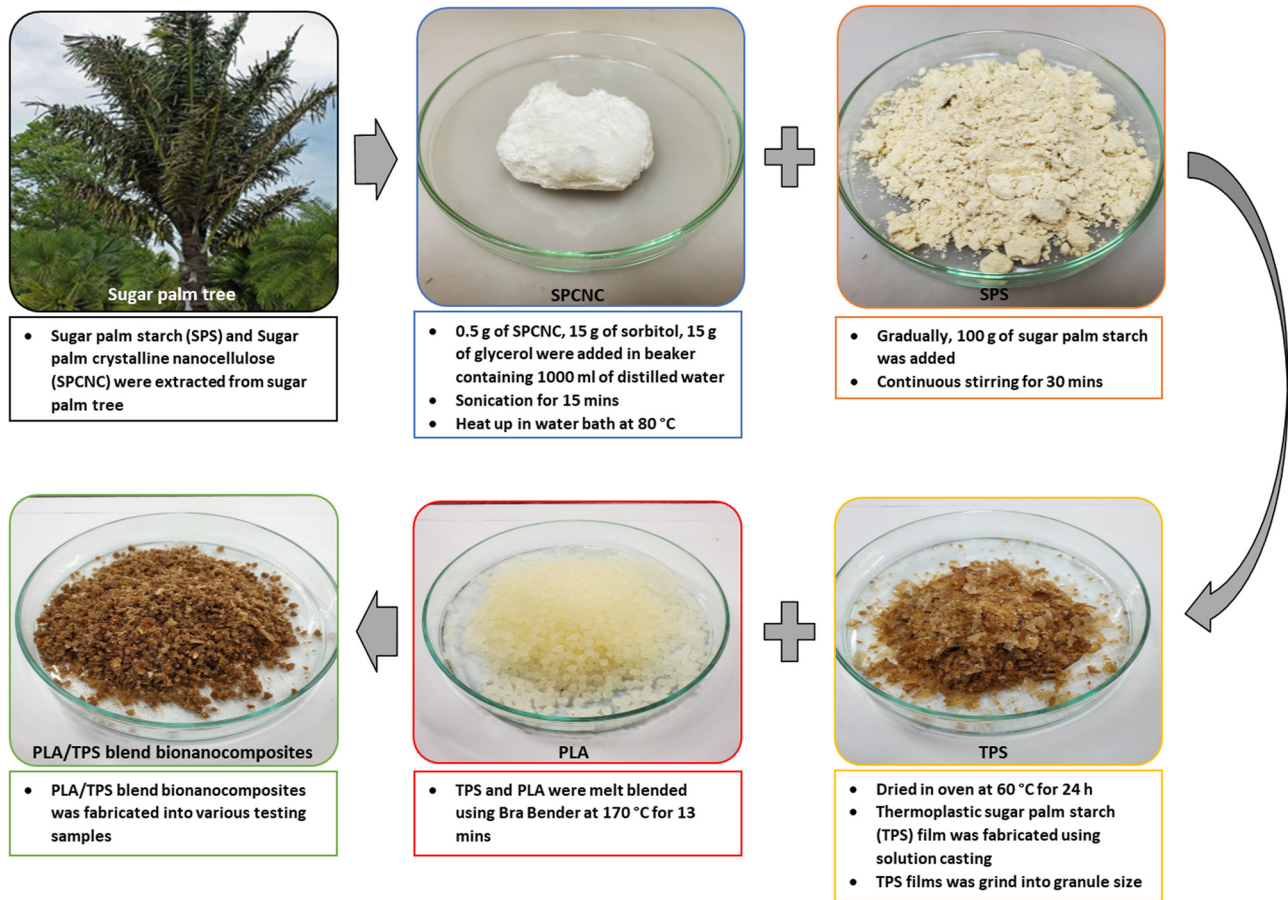 Sugar palm tree
• Sugar palm starch (SPS) and Sugar
palm crystalline nanocellulose
(SPCNC) were extracted from sugar
palm tree
SPCNC
• 0.5 g of SPCNC, 15 g of sorbitol, 15 g
of glycerol were added in beaker
containing 1000 ml of distilled water
• Sonication for 15 mins
• Heat up in water bath at 80 °C
SPS
• Gradually, 100 g of sugar palm starch
was added
• Continuous stirring for 30 mins
PLA/TPS blend bionanocomposites
• PLA/TPS blend bionanocomposites
was fabricated into various testing
samples
PLA
• TPS and PLA were melt blended
using Bra Bender at 170 °C for 13
mins
TPS
• Dried in oven at 60 °C for 24 h
• Thermoplastic sugar palm starch
(TPS) film was fabricated using
solution casting
• TPS films was grind into granule size